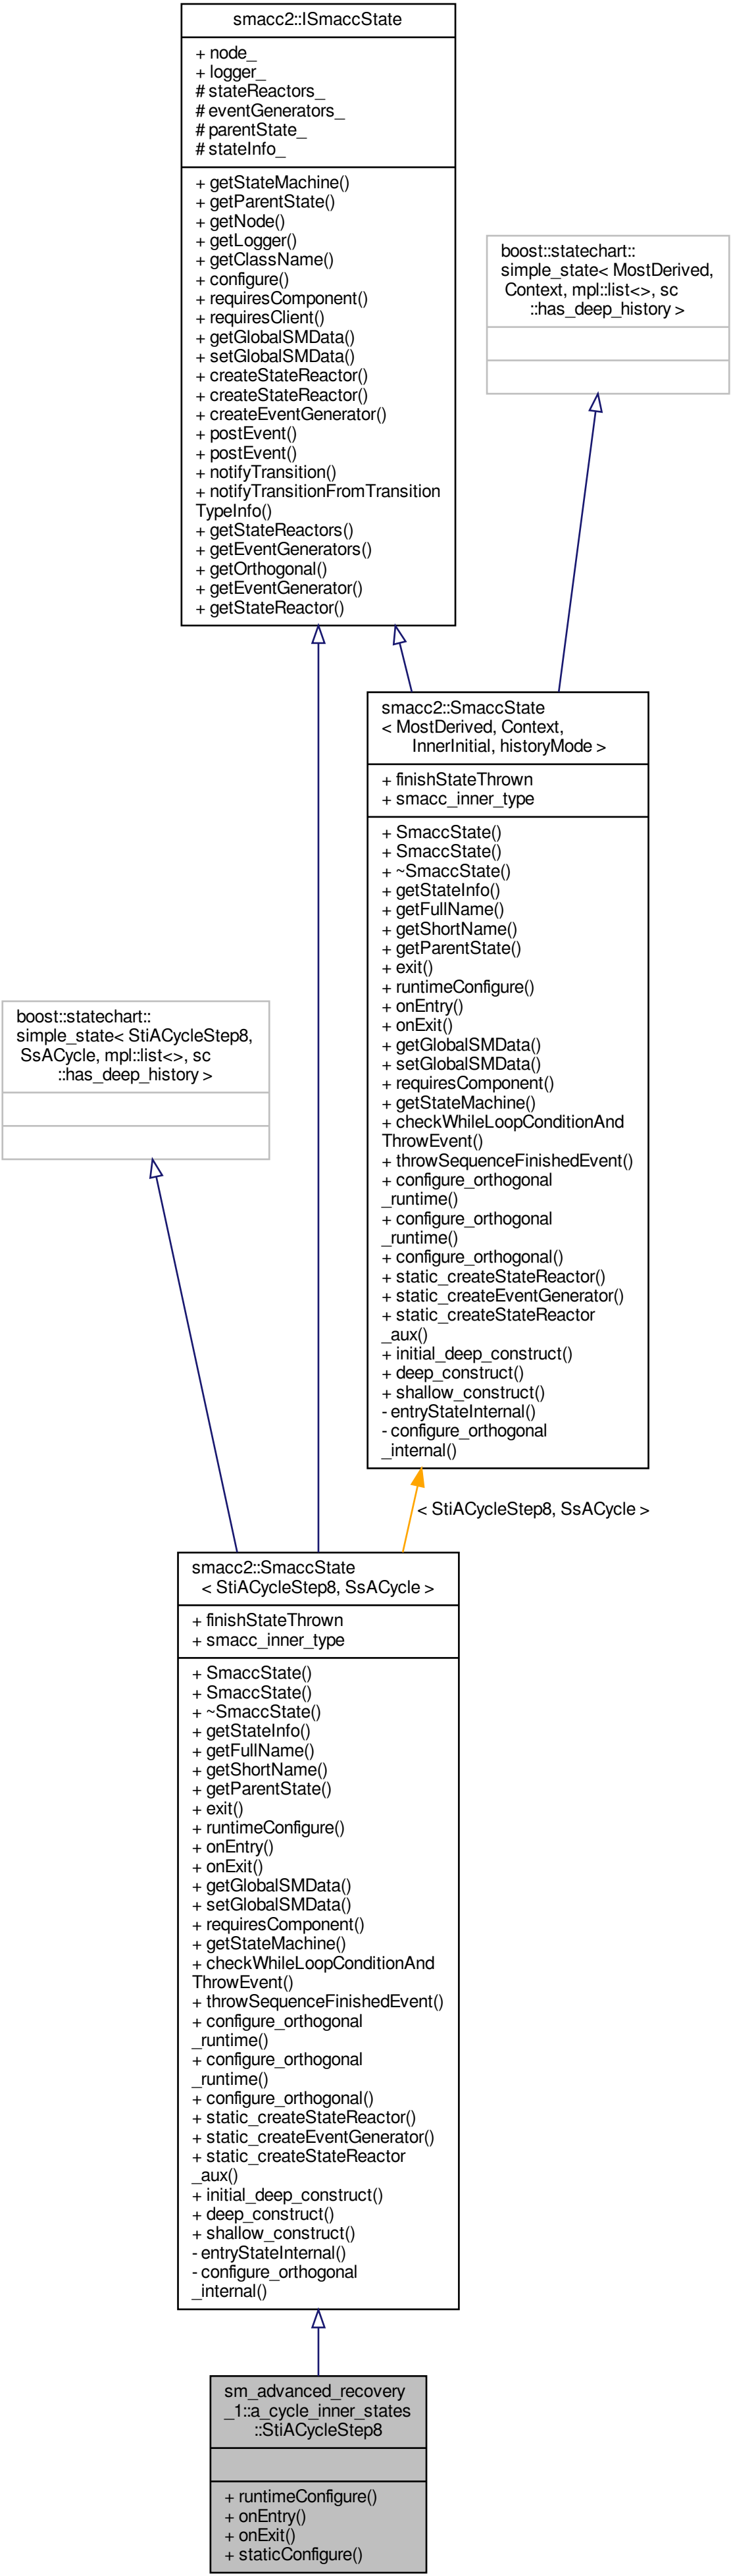 smacc2::ISmaccState
+ node_
+ logger_
# stateReactors_
# eventGenerators_
# parentState_
# stateInfo_
+ getStateMachine()
+ getParentState()
+ getNode()
+ getLogger()
+ getClassName()
+ configure()
+ requiresComponent()
+ requiresClient()
+ getGlobalSMData()
+ setGlobalSMData()
+ createStateReactor()
+ createStateReactor()
+ createEventGenerator()
+ postEvent()
+ postEvent()
+ notifyTransition()
+ notifyTransitionFromTransition
TypeInfo()
+ getStateReactors()
+ getEventGenerators()
+ getOrthogonal()
+ getEventGenerator()
+ getStateReactor()
boost::statechart::
simple_state< MostDerived,
Context, mpl::list<>, sc
::has_deep_history >
smacc2::SmaccState
< MostDerived, Context,
InnerInitial, historyMode >
+ finishStateThrown
+ smacc_inner_type
+ SmaccState()
+ SmaccState()
+ ~SmaccState()
+ getStateInfo()
+ getFullName()
+ getShortName()
+ getParentState()
+ exit()
+ runtimeConfigure()
+ onEntry()
+ onExit()
+ getGlobalSMData()
+ setGlobalSMData()
+ requiresComponent()
+ getStateMachine()
+ checkWhileLoopConditionAnd
ThrowEvent()
+ throwSequenceFinishedEvent()
+ configure_orthogonal
_runtime()
+ configure_orthogonal
_runtime()
+ configure_orthogonal()
+ static_createStateReactor()
+ static_createEventGenerator()
+ static_createStateReactor
_aux()
+ initial_deep_construct()
+ deep_construct()
+ shallow_construct()
- entryStateInternal()
- configure_orthogonal
_internal()
boost::statechart::
simple_state< StiACycleStep8,
SsACycle, mpl::list<>, sc
::has_deep_history >
< StiACycleStep8, SsACycle >
smacc2::SmaccState
< StiACycleStep8, SsACycle >
+ finishStateThrown
+ smacc_inner_type
+ SmaccState()
+ SmaccState()
+ ~SmaccState()
+ getStateInfo()
+ getFullName()
+ getShortName()
+ getParentState()
+ exit()
+ runtimeConfigure()
+ onEntry()
+ onExit()
+ getGlobalSMData()
+ setGlobalSMData()
+ requiresComponent()
+ getStateMachine()
+ checkWhileLoopConditionAnd
ThrowEvent()
+ throwSequenceFinishedEvent()
+ configure_orthogonal
_runtime()
+ configure_orthogonal
_runtime()
+ configure_orthogonal()
+ static_createStateReactor()
+ static_createEventGenerator()
+ static_createStateReactor
_aux()
+ initial_deep_construct()
+ deep_construct()
+ shallow_construct()
- entryStateInternal()
- configure_orthogonal
_internal()
sm_advanced_recovery
_1::a_cycle_inner_states
::StiACycleStep8
+ runtimeConfigure()
+ onEntry()
+ onExit()
+ staticConfigure()